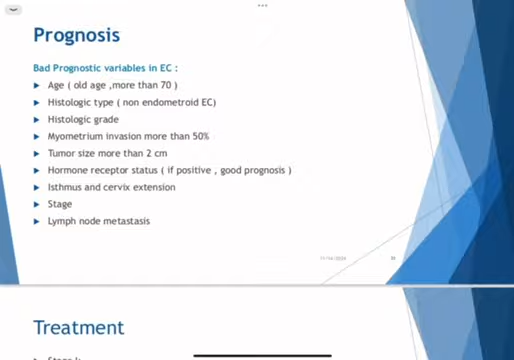 Prognosis
Bad Prognostic variables in EC :
Age ( old age ,more than 70 )
Histologic type ( non endometroid EC)
Histologic grade
Myometrium invasion more than 50%
Tumor size more than 2 cm
Hormone receptor status ( if positive , good prognosis )
Isthmus and cervix extension
Stage
Lymph node metastasis
Treatment